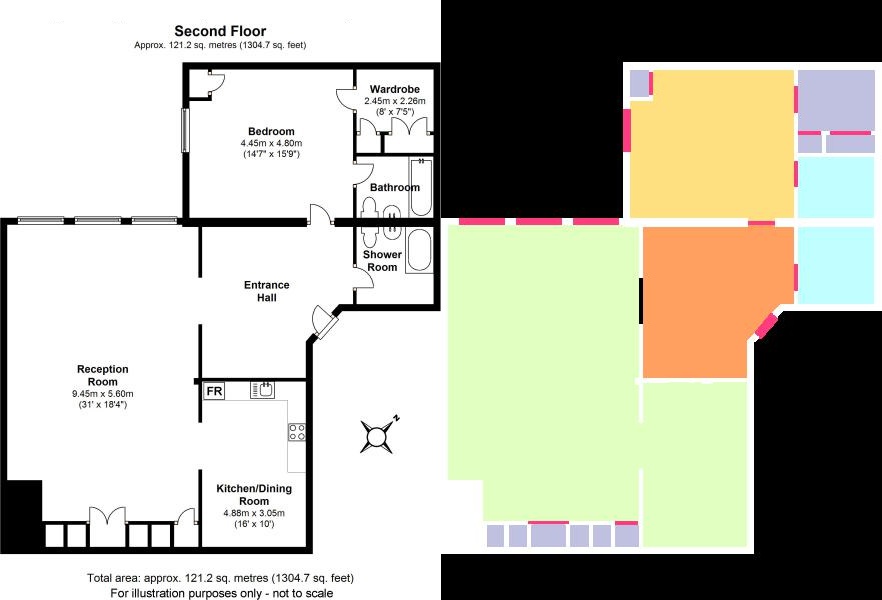 Second Floor
Approx. 121.2 sq. metres (1304.7 sq. feet)
Wardrobe
2.45m x 2.26m
(8' x 7'5")
Bedroom
4.45m x 4.80m
(14'7" x 15'9")
Bathroom
Shower
Room
Entrance
Hall
Reception
Room
9.45m x 5.60m
(31' x 18'4")
FR
N
Kitchen/Dining
Room
4.88m x 3.05m
(16' x 10')
Total area: approx. 121.2 sq. metres (1304.7 sq. feet)
For illustration purposes only - not to scale